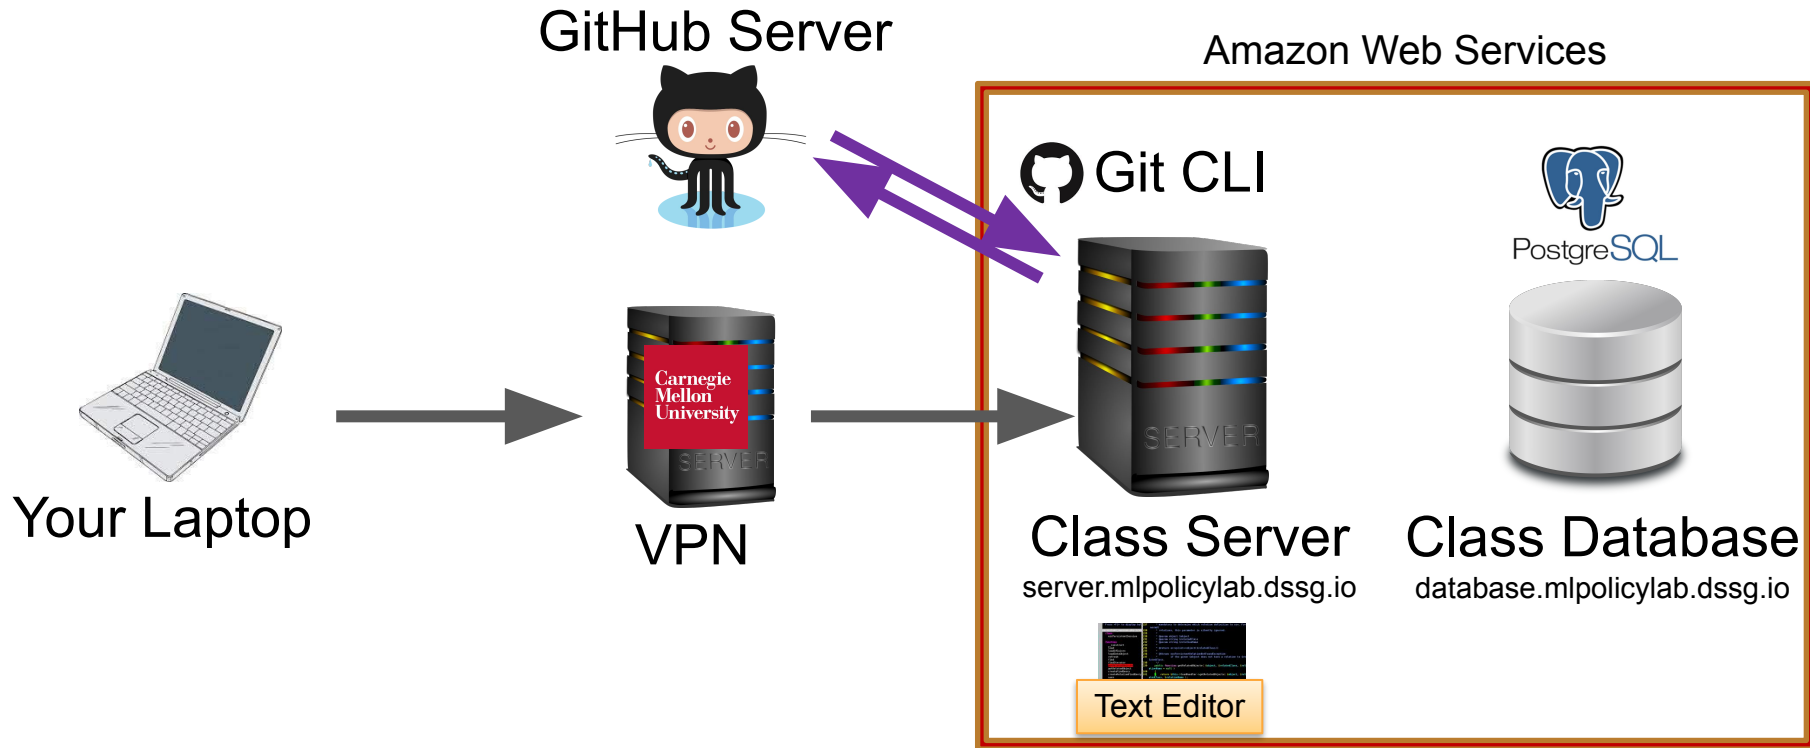 GitHub Server
Amazon Web Services
Git CLI
PostgreSQL
Carnegie
Mellon
University
SERVER
SERVER
Your Laptop
VPN
Class Server
server.mlpolicylab.dssg.io
Class Database
database.mlpolicylab.dssg.io
Text Editor